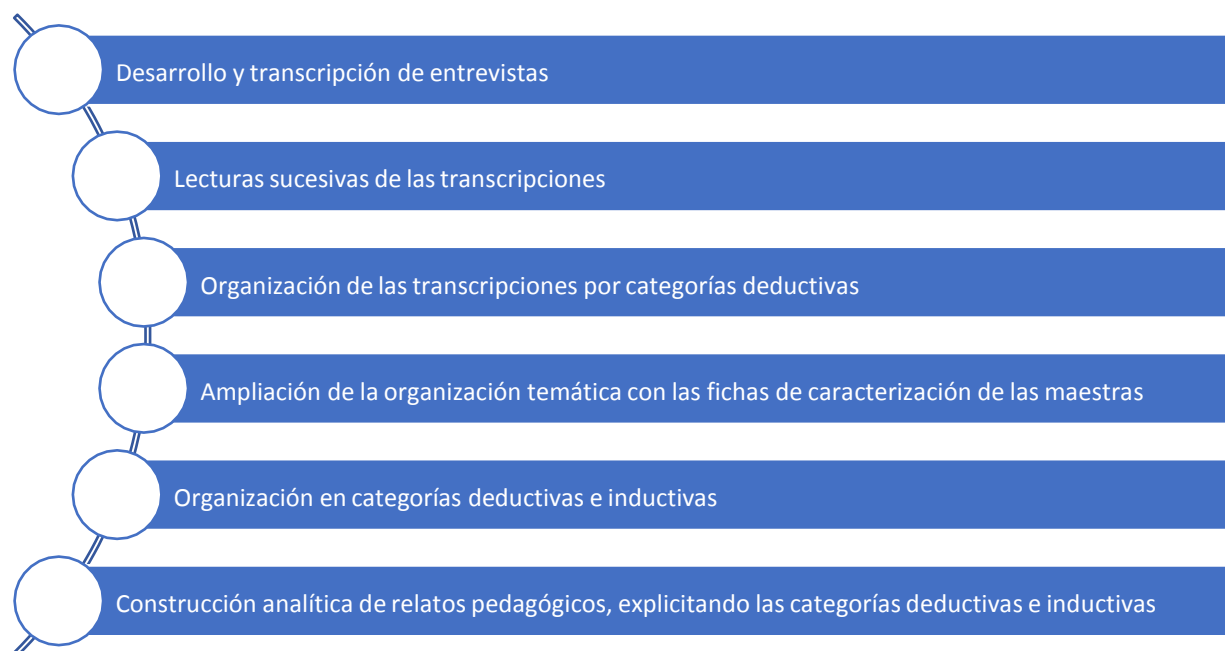 Desarrollo y transcripción de entrevistas
Lecturas sucesivas de las transcripciones
Organización de las transcripciones por categorías deductivas
Ampliación de la organización temática con las fichas de caracterización de las maestras
Organización en categorías deductivas e inductivas
Construcción analítica de relatos pedagógicos, explicitando las categorías deductivas e inductivas